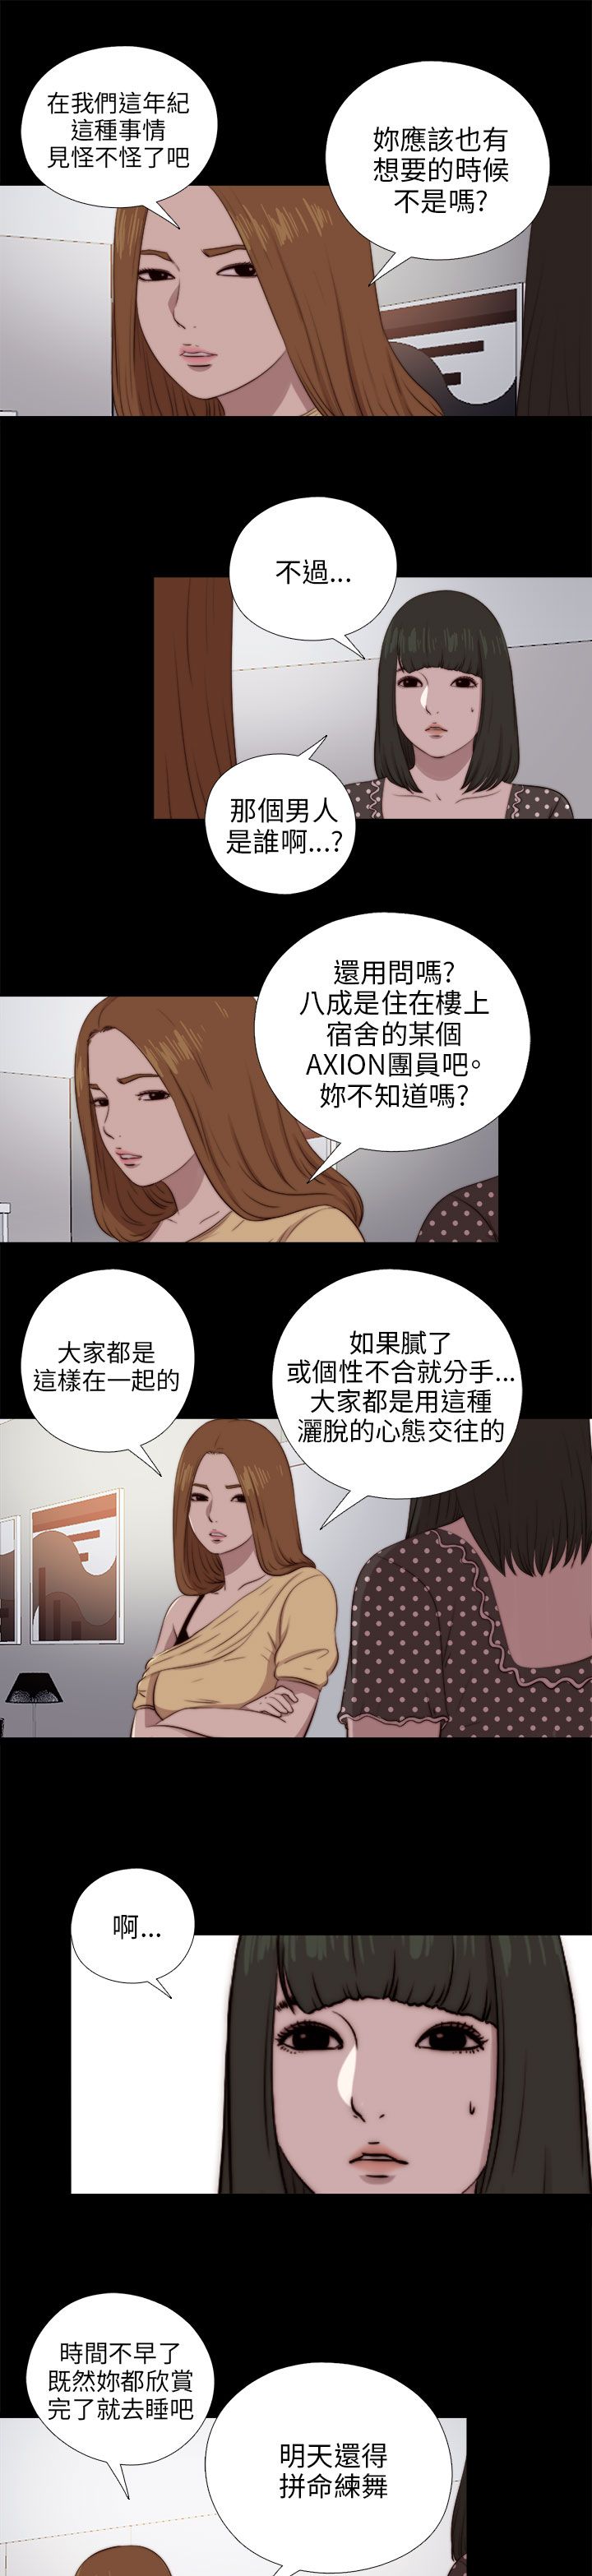 在我們這年紀
這種事情
見怪不怪了吧
妳應該也有
想要的時候
不是嗎?
不過...
那個男人
是誰啊...?
還用問嗎?
八成是住在樓上
宿舍的某個
AXION團員吧。
妳不知道嗎?
大家都是
這樣在一起的
如果膩了
或個性不合就分手...
大家都是用這種
灑脫的心態交往的
啊...
時間不早了
既然妳都欣賞
完了就去睡吧
明天還得
拼命練舞